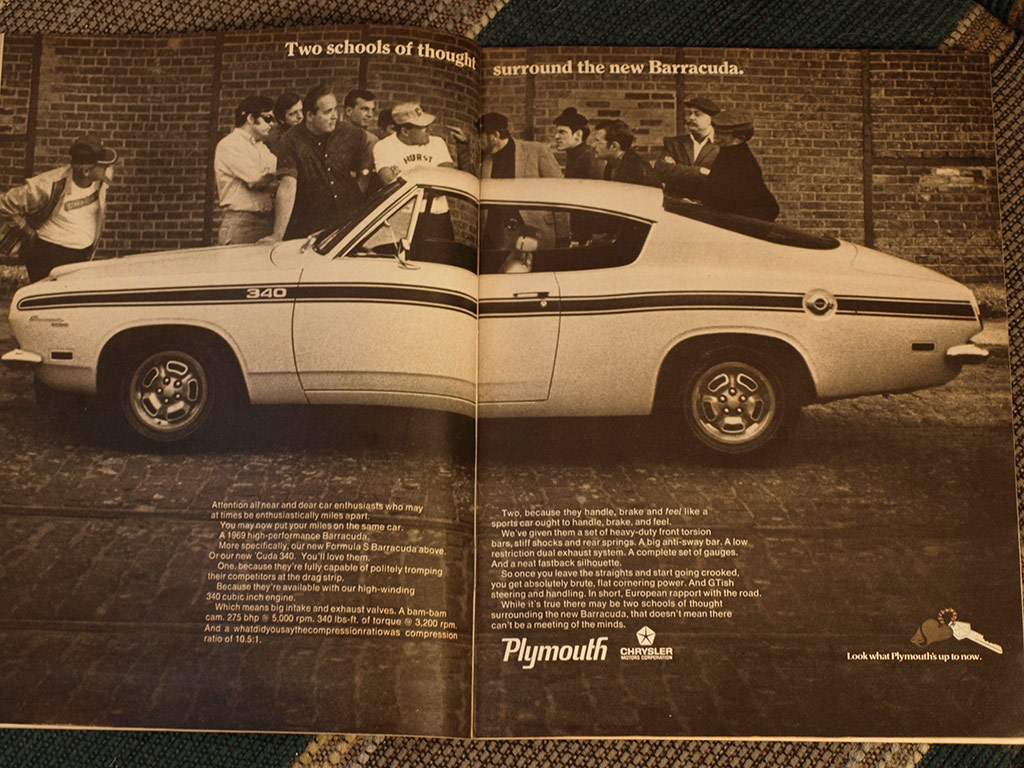 Two schools of thought surround the new Barracuda.
HURST
340
Attention all near and dear car enthusiasts who may
at times be enthusiastically miles apart.
You may now put your miles on the same car.
A 1969 high-performance Barracuda.
More specifically, our new Formula S Barracuda above.
Or our new 'Cuda 340. You'll love them.
One, because they're fully capable of politely tromping
their competitors at the drag strip.
Because they're available with our high-winding
340 cubic inch engine.
Which means big intake and exhaust valves. A bam-bam
cam. 275 bhp @ 5,000 rpm. 340 lbs-ft. of torque @ 3,200 rpm.
And a whatdidyousaythecompressionratiowas compression
ratio of 10.5:1.
Two, because they handle, brake and feel like a
sports car ought to handle, brake, and feel.
We've given them a set of heavy-duty front torsion
bars, stiff shocks and rear springs. A big anti-sway bar. A low
restriction dual exhaust system. A complete set of gauges.
And a neat fastback silhouette.
So once you leave the straights and start going crooked,
you get absolutely brute, flat cornering power. And GTish
steering and handling. In short, European rapport with the road.
While it's true there may be two schools of thought
surrounding the new Barracuda, that doesn't mean there
can't be a meeting of the minds.
Plymouth
CHRYSLER
MOTORS CORPORATION
Look what Plymouth's up to now.